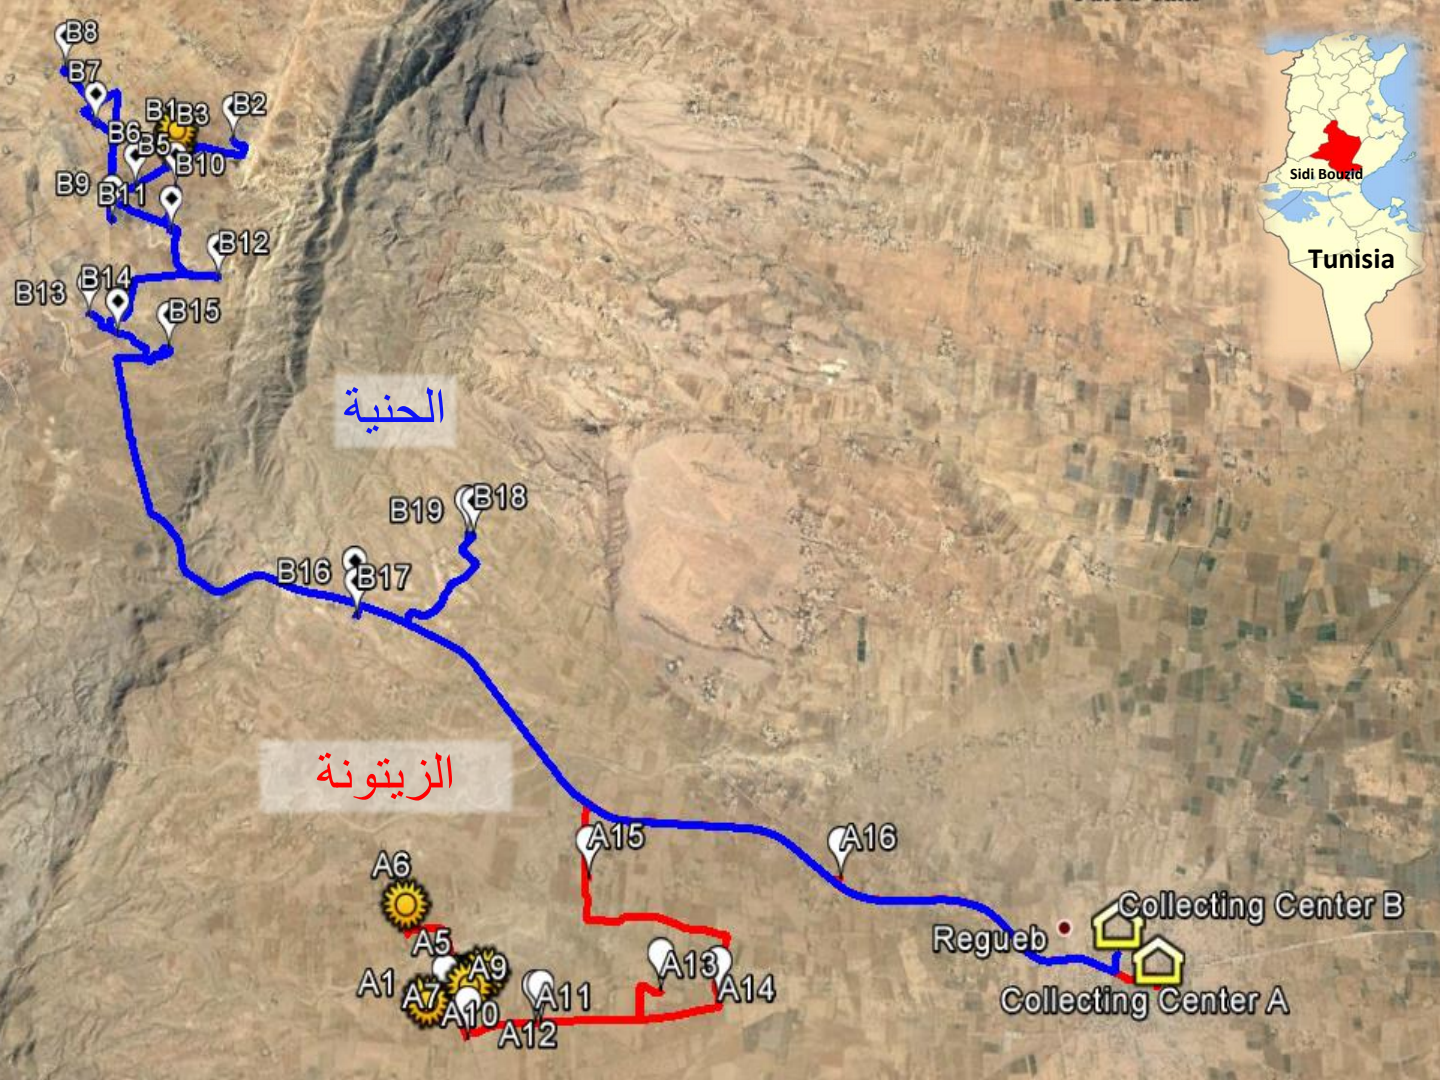 B8
B7
B1
B3
B2
B6
B5
B10
B9
B11
B12
B14
B13
B15
Sidi Bouzid
Tunisia
الحنية
B19
B18
B16
B17
الزيتونة
A15
A16
A6
Collecting Center B
Regueb
A5
A9
A13
A1
A7
A11
A14
Collecting Center A
A10
A12